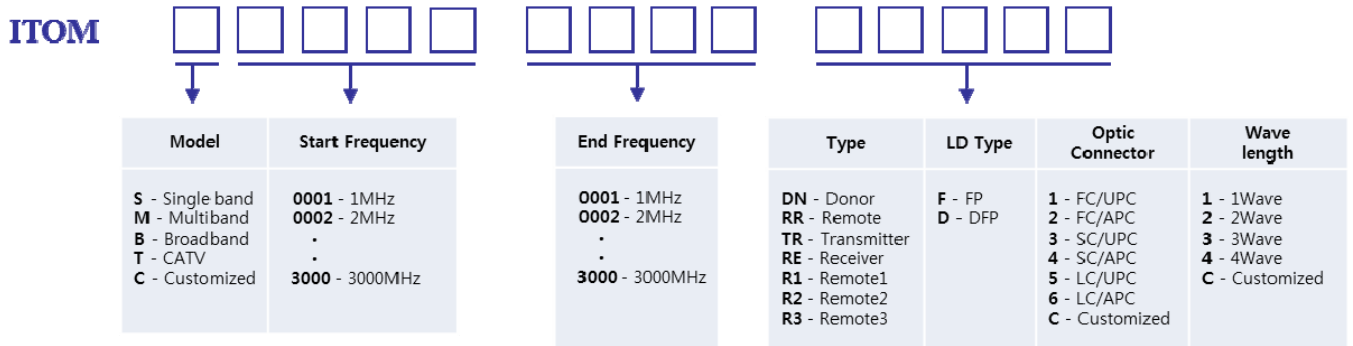 ITOM
Model Start Frequency End Frequency Type LD Type Optic Connector Wave length
S - Single band 0001 - 1MHz 0001 - 1MHz DN - Donor F - FP 1 - FC/UPC 1 - 1Wave
M - Multiband 0002 - 2MHz 0002 - 2MHz RR - Remote D - DFP 2 - FC/APC 2 - 2Wave
B - Broadband · · TR - Transmitter 3 - SC/UPC 3 - 3Wave
T - CATV · · RE - Receiver 4 - SC/APC 4 - 4Wave
C - Customized 3000 - 3000MHz 3000 - 3000MHz R1 - Remote1 5 - LC/UPC C - Customized
R2 - Remote2 6 - LC/APC
R3 - Remote3 C - Customized